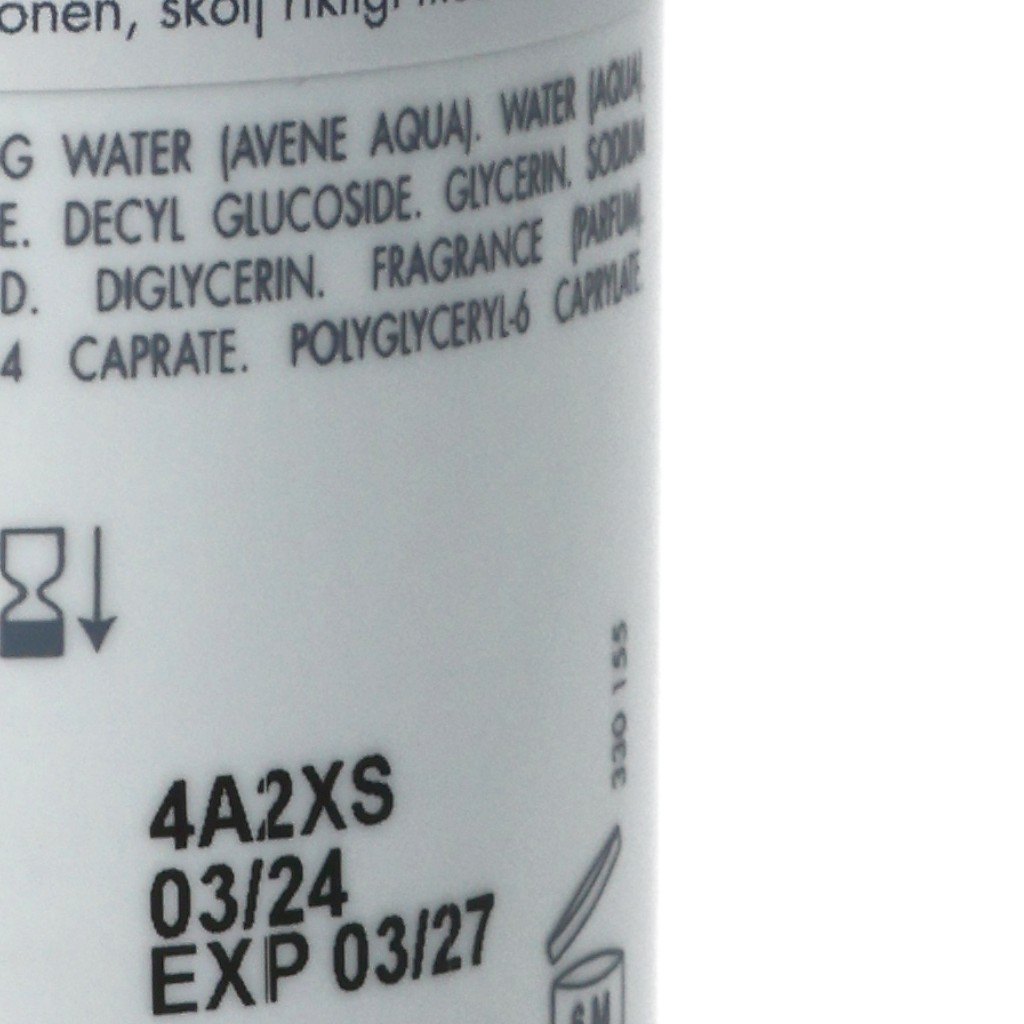 onen, skölj
G WATER (AVENE AQUA). WATER (AQUA).
E. DECYL GLUCOSIDE. GLYCERIN. SODIUM
D. DIGLYCERIN. FRAGRANCE (PARFUM).
4 CAPRATE. POLYGLYCERYL-6 CAPRYLATE.
330 155
4A2XS
03/24
EXP 03/27
6M